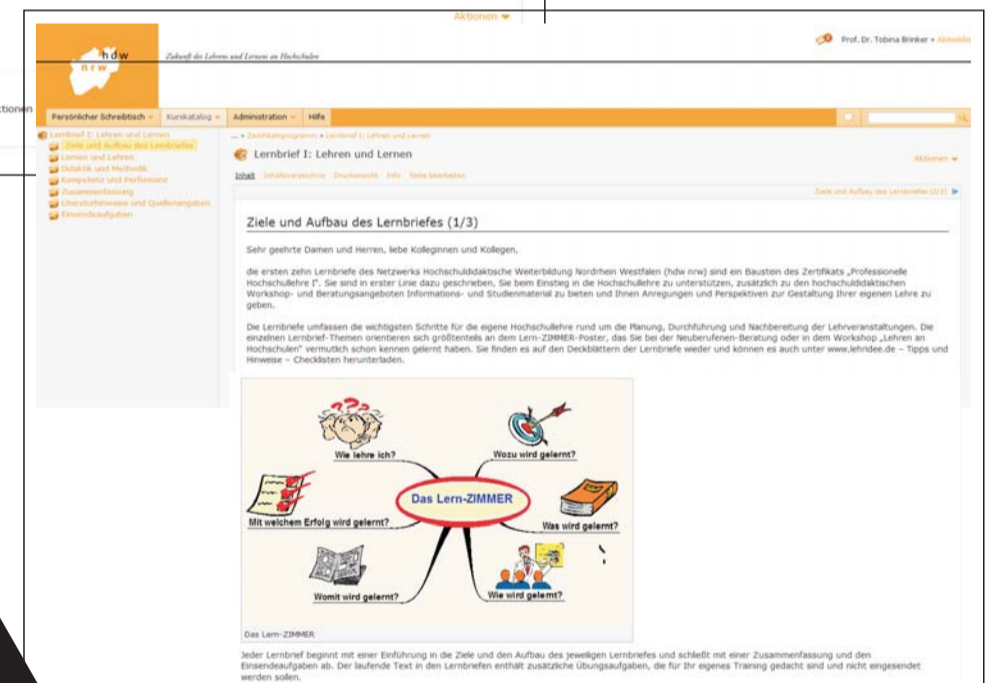 Aktionen
hdw
nrw
Zukunft des Lehrens und Lernens an Hochschulen
Prof. Dr. Tobina Brinker » Abmelden
Persönlicher Schreibtisch Kurskatalog Administration Hilfe
Lernbrief I: Lehren und Lernen
Ziele und Aufbau des Lernbriefes
Lernen und Lehren
Didaktik und Methodik
Kompetenz und Performanz
Zusammenfassung
Literaturhinweise und Quellenangaben
Einsendeaufgaben
... » Zertifikatsprogramm » Lernbrief I: Lehren und Lernen
Lernbrief I: Lehren und Lernen
Aktionen
Inhalt Inhaltsverzeichnis Druckansicht Info Seite bearbeiten
Ziele und Aufbau des Lernbriefes (2/3)
Ziele und Aufbau des Lernbriefes (1/3)
Sehr geehrte Damen und Herren, liebe Kolleginnen und Kollegen,
die ersten zehn Lernbriefe des Netzwerks Hochschuldidaktische Weiterbildung Nordrhein Westfalen (hdw nrw) sind ein Baustein des Zertifikats „Professionelle
Hochschullehre I". Sie sind in erster Linie dazu geschrieben, Sie beim Einstieg in die Hochschullehre zu unterstützen, zusätzlich zu den hochschuldidaktischen
Workshop- und Beratungsangeboten Informations- und Studienmaterial zu bieten und Ihnen Anregungen und Perspektiven zur Gestaltung Ihrer eigenen Lehre zu
geben.
Die Lernbriefe umfassen die wichtigsten Schritte für die eigene Hochschullehre rund um die Planung, Durchführung und Nachbereitung der Lehrveranstaltungen. Die
einzelnen Lernbrief-Themen orientieren sich größtenteils an dem Lern-ZIMMER-Poster, das Sie bei der Neuberufenen-Beratung oder in dem Workshop „Lehren an
Hochschulen" vermutlich schon kennen gelernt haben. Sie finden es auf den Deckblättern der Lernbriefe wieder und können es auch unter www.lehridee.de – Tipps und
Hinweise – Checklisten herunterladen.
Wie lehre ich?
Wozu wird gelernt?
Das Lern-ZIMMER
Mit welchem Erfolg wird gelernt?
Was wird gelernt?
Womit wird gelernt?
Wie wird gelernt?
Das Lern-ZIMMER
Jeder Lernbrief beginnt mit einer Einführung in die Ziele und den Aufbau des jeweiligen Lernbriefes und schließt mit einer Zusammenfassung und den
Einsendeaufgaben ab. Der laufende Text in den Lernbriefen enthält zusätzliche Übungsaufgaben, die für Ihr eigenes Training gedacht sind und nicht eingesendet
werden sollen.